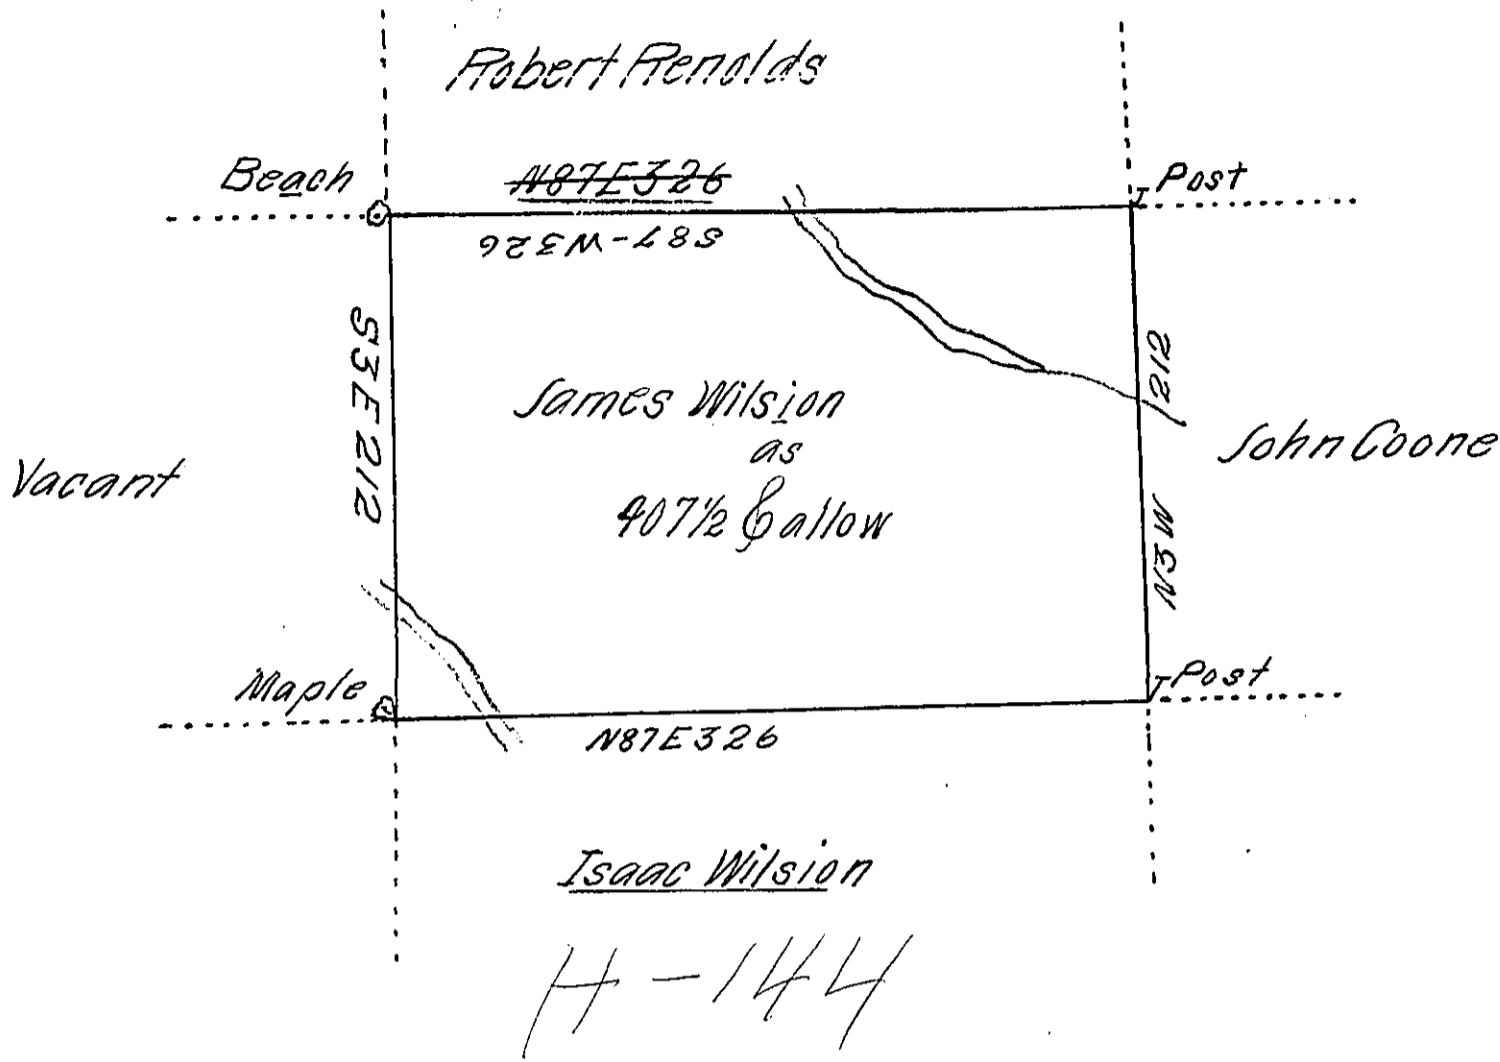 Robert Renolds
Beach
N87E326
Post
S87-W326
S3E212
N3W 212
James Wilsion
as
407½ & allow
Vacant
John Coone
Maple
Post
N87E326
Isaac Wilsion
H-144